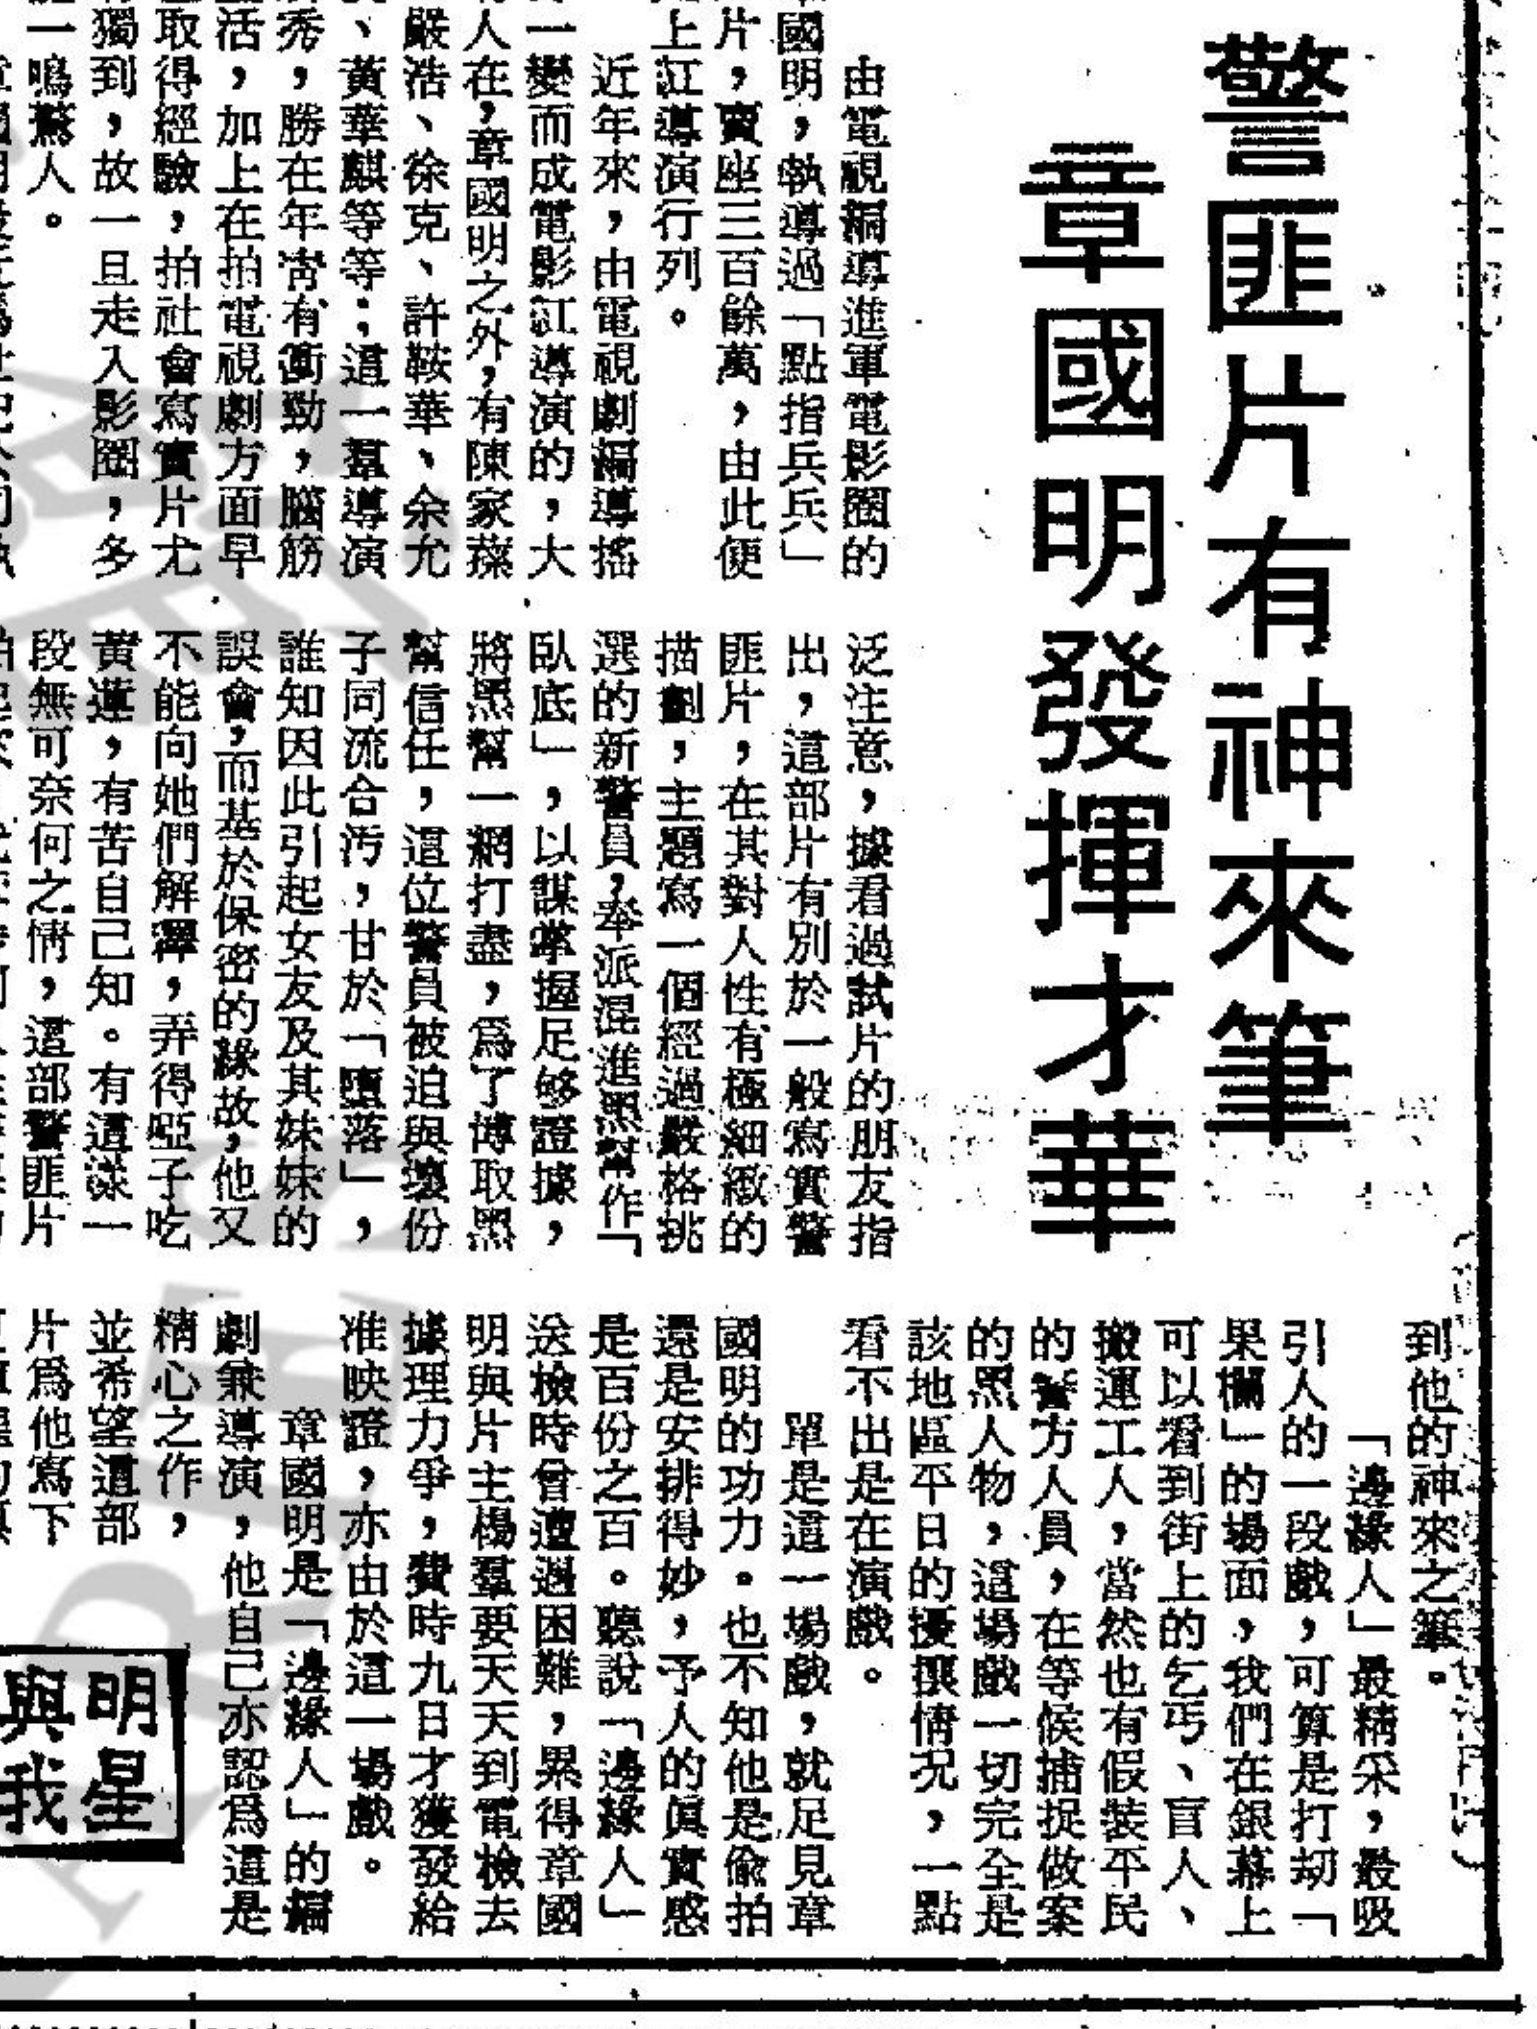 警匪片有神來筆
章國明發揮才華
由電視編導進軍電影圈的
國明，執導過「點指兵兵」
片，賣座三百餘萬，由此便
上紅導演行列。
近年來，由電視劇編導搖
一變而成電影紅導演的，大
人在，章國明之外，有陳家蓀
嚴浩、徐克、許鞍華、余允
、黃華麒等等；這一羣導演
秀，勝在年青有衝勁，腦筋
活，加上在拍電視劇方面早
取得經驗，拍社會寫實片尤
獨到，故一旦走入影圈，多
一鳴驚人。
泛注意，據看過試片的朋友指
出，這部片有別於一般寫實警
匪片，在其對人性有極細緻的
描劃，主題寫一個經過嚴格挑
選的新警員，奉派混進黑幫作「
臥底」，以謀掌握足够證據，
將黑幫一網打盡，爲了博取黑
幫信任，這位警員被迫與壞份
子同流合污，甘於「墮落」，
誰知因此引起女友及其妹妹的
誤會，而基於保密的緣故，他又
不能向她們解釋，弄得啞子吃
黃蓮，有苦自己知。有這樣一
段無可奈何之情，這部警匪片
到他的神來之筆。
「邊緣人」最精采，最吸
引人的一段戲，可算是打刧「
果欄」的場面，我們在銀幕上
可以看到街上的乞丐、盲人、
搬運工人，當然也有假裝平民
的警方人員，在等候捕捉做案
的黑人物，這場戲一切完全是
該地區平日的擾攘情况，一點
看不出是在演戲。
單是這一場戲，就足見章
國明的功力。也不知他是偷拍
還是安排得妙，予人的眞實感
是百份之百。聽說「邊緣人」
送檢時曾遭遇困難，累得章國
明與片主楊羣要天天到電檢去
據理力爭，費時九日才獲發給
准映證，亦由於這一場戲。
章國明是「邊緣人」的編
劇兼導演，他自己亦認爲這是
精心之作，
並希望這部
片爲他寫下
明星
與我